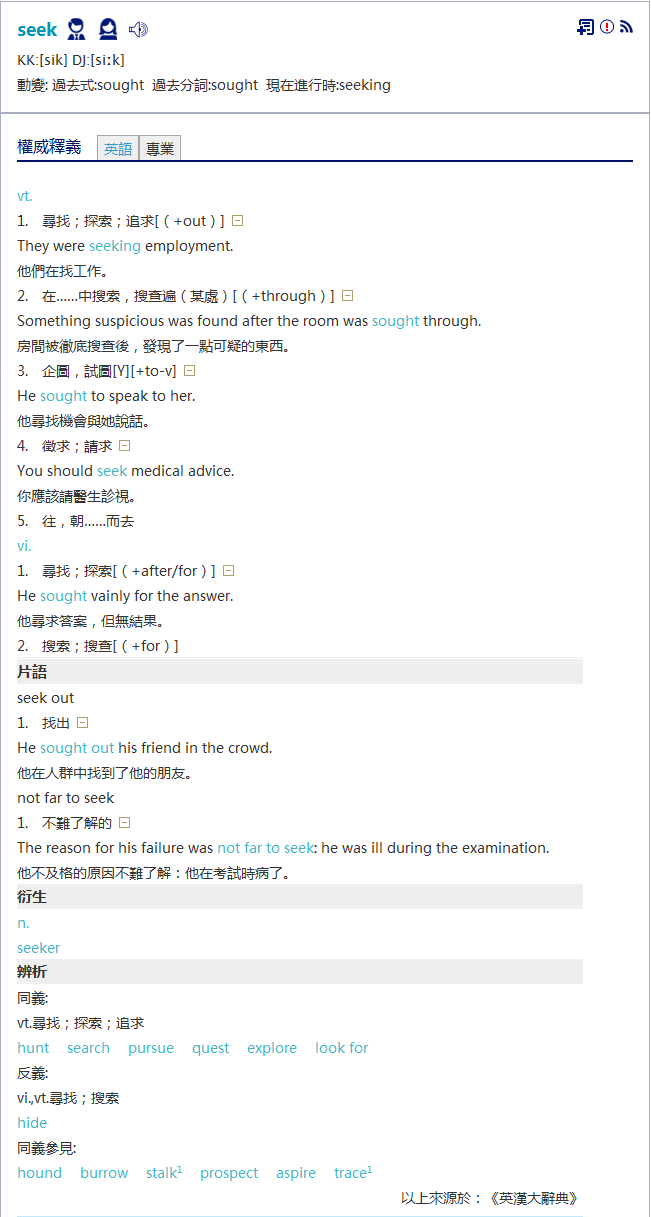 seek
KK:[sik] DJ:[siːk]
動變: 過去式:sought 過去分詞:sought 現在進行時:seeking
權威釋義 英語 專業
vt.
1. 尋找；探索；追求[（+out）]
They were seeking employment.
他們在找工作。
2. 在……中搜索，搜查遍（某處）[（+through）]
Something suspicious was found after the room was sought through.
房間被徹底搜查後，發現了一點可疑的東西。
3. 企圖，試圖[Y][+to-v]
He sought to speak to her.
他尋找機會與她說話。
4. 徵求；請求
You should seek medical advice.
你應該請醫生診視。
5. 往，朝……而去
vi.
1. 尋找；探索[（+after/for）]
He sought vainly for the answer.
他尋求答案，但無結果。
2. 搜索；搜查[（+for）]
片語
seek out
1. 找出
He sought out his friend in the crowd.
他在人群中找到了他的朋友。
not far to seek
1. 不難了解的
The reason for his failure was not far to seek: he was ill during the examination.
他不及格的原因不難了解：他在考試時病了。
衍生
n.
seeker
辨析
同義:
vt.尋找；探索；追求
hunt search pursue quest explore look for
反義:
vi.,vt.尋找；搜索
hide
同義參見:
hound burrow stalk¹ prospect aspire trace¹
以上來源於：《英漢大辭典》